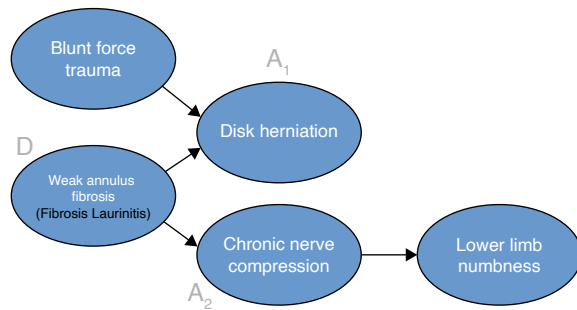 Blunt force
trauma
A1
Disk herniation
D
Weak annulus
fibrosis
(Fibrosis Laurinitis)
Chronic nerve
compression
A2
Lower limb
numbness